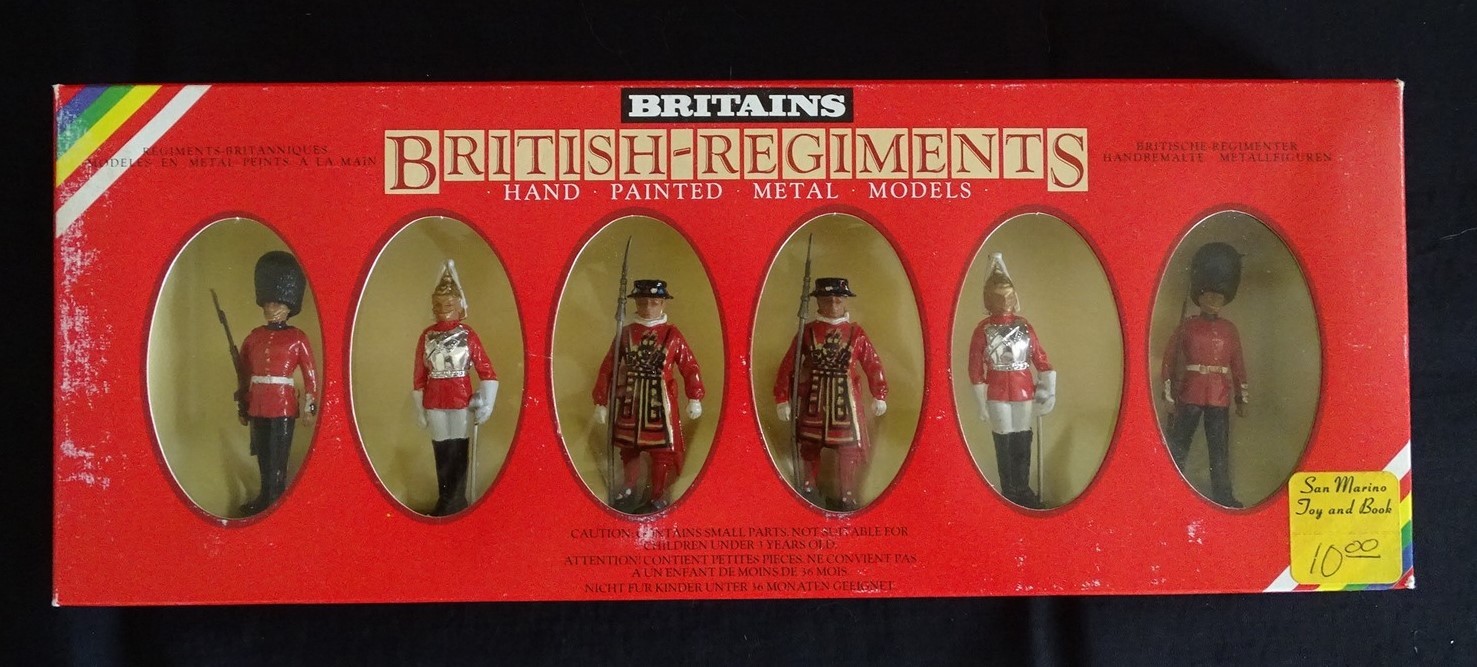 BRITAINS
BRITISH-REGIMENTS
· HAND · PAINTED · METAL · MODELS ·
REGIMENTS-BRITANNIQUES
MODELES EN METAL PEINTS A LA MAIN
BRITISCHE-REGIMENTER
HANDBEMALTE METALLFIGUREN
CAUTION. CONTAINS SMALL PARTS. NOT SUITABLE FOR
CHILDREN UNDER 3 YEARS OLD.
ATTENTION! CONTIENT PETITES PIECES. NE CONVIENT PAS
A UN ENFANT DE MOINS DE 36 MOIS.
NICHT FUR KINDER UNTER 36 MONATEN GEEIGNET.
San Marino
Toy and Book
10 00